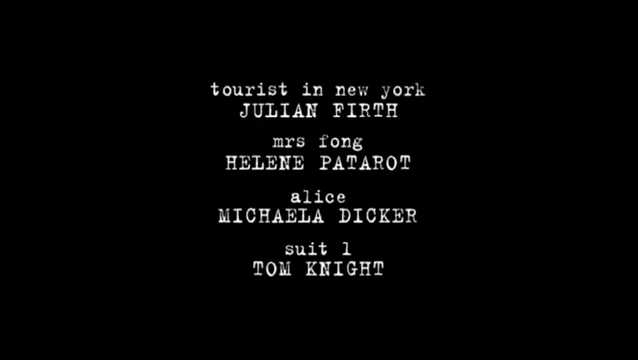 tourist in new york
JULIAN FIRTH
mrs fong
HELENE PATAROT
alice
MICHAELA DICKER
suit 1
TOM KNIGHT